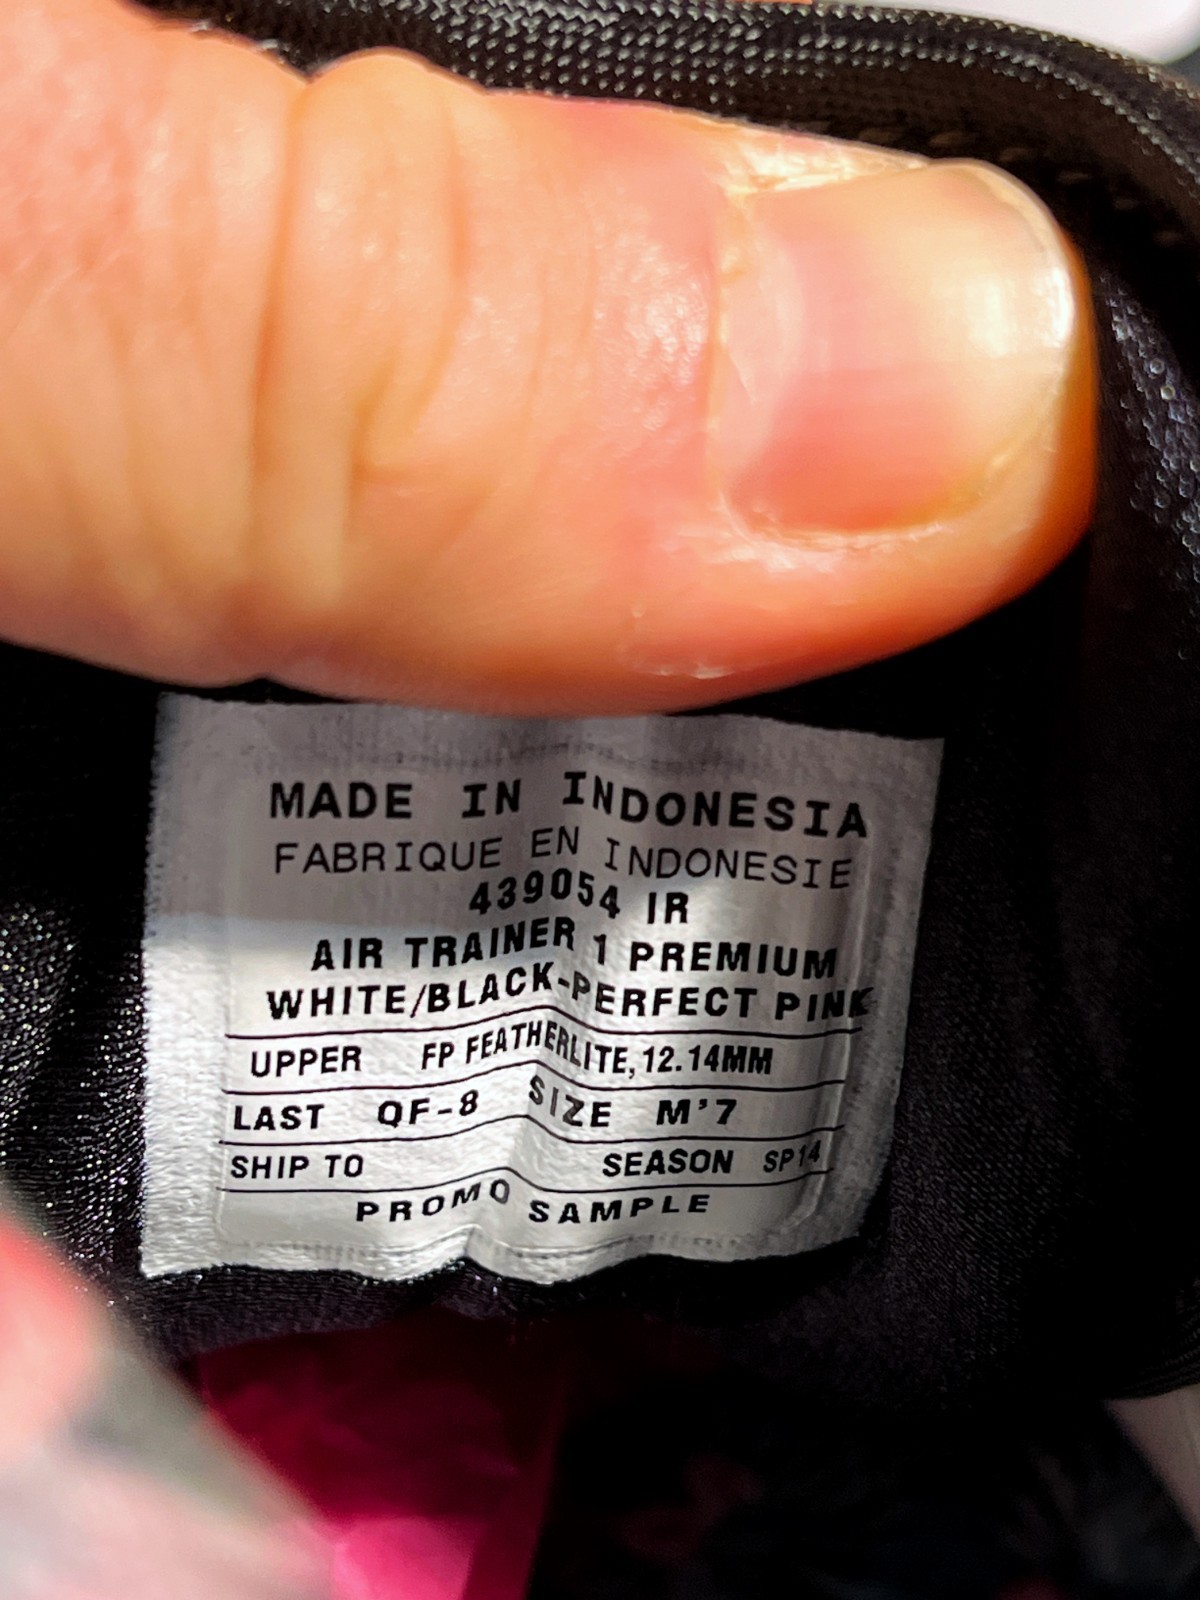 MADE IN INDONESIA
FABRIQUE EN INDONESIE
439054 IR
AIR TRAINER 1 PREMIUM
WHITE/BLACK-PERFECT PINK
UPPER FP FEATHERLITE, 12.14MM
LAST QF-8 SIZE M'7
SHIP TO SEASON SP14
PROMO SAMPLE